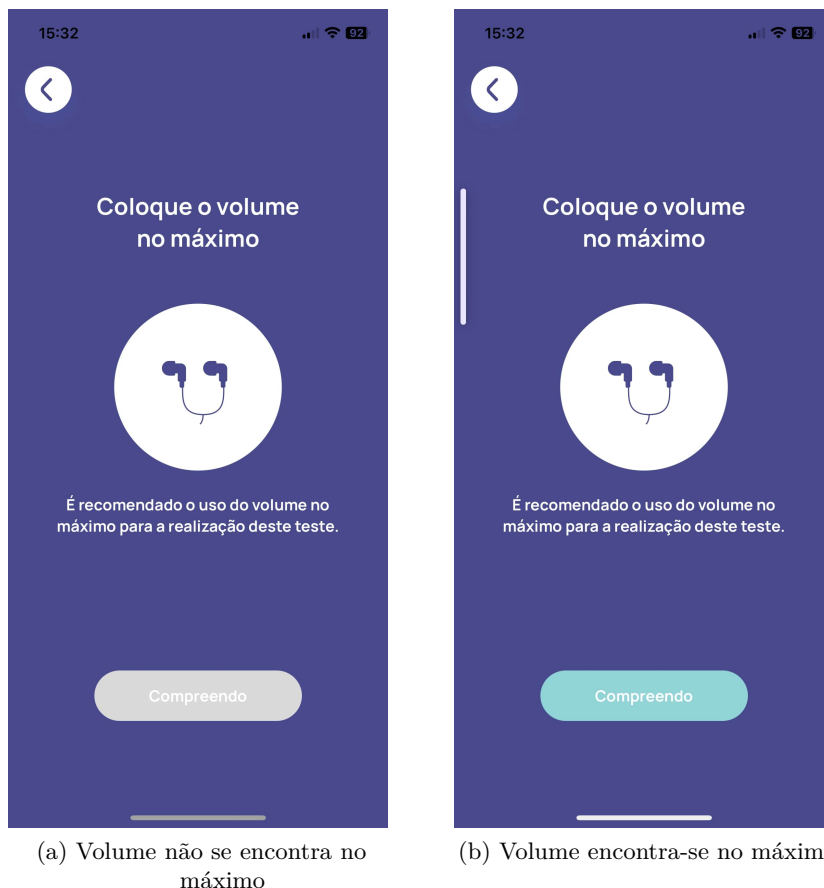 15:32
92
Coloque o volume
no máximo
É recomendado o uso do volume no
máximo para a realização deste teste.
Compreendo
(a) Volume não se encontra no
máximo
15:32
92
Coloque o volume
no máximo
É recomendado o uso do volume no
máximo para a realização deste teste.
Compreendo
(b) Volume encontra-se no máxim